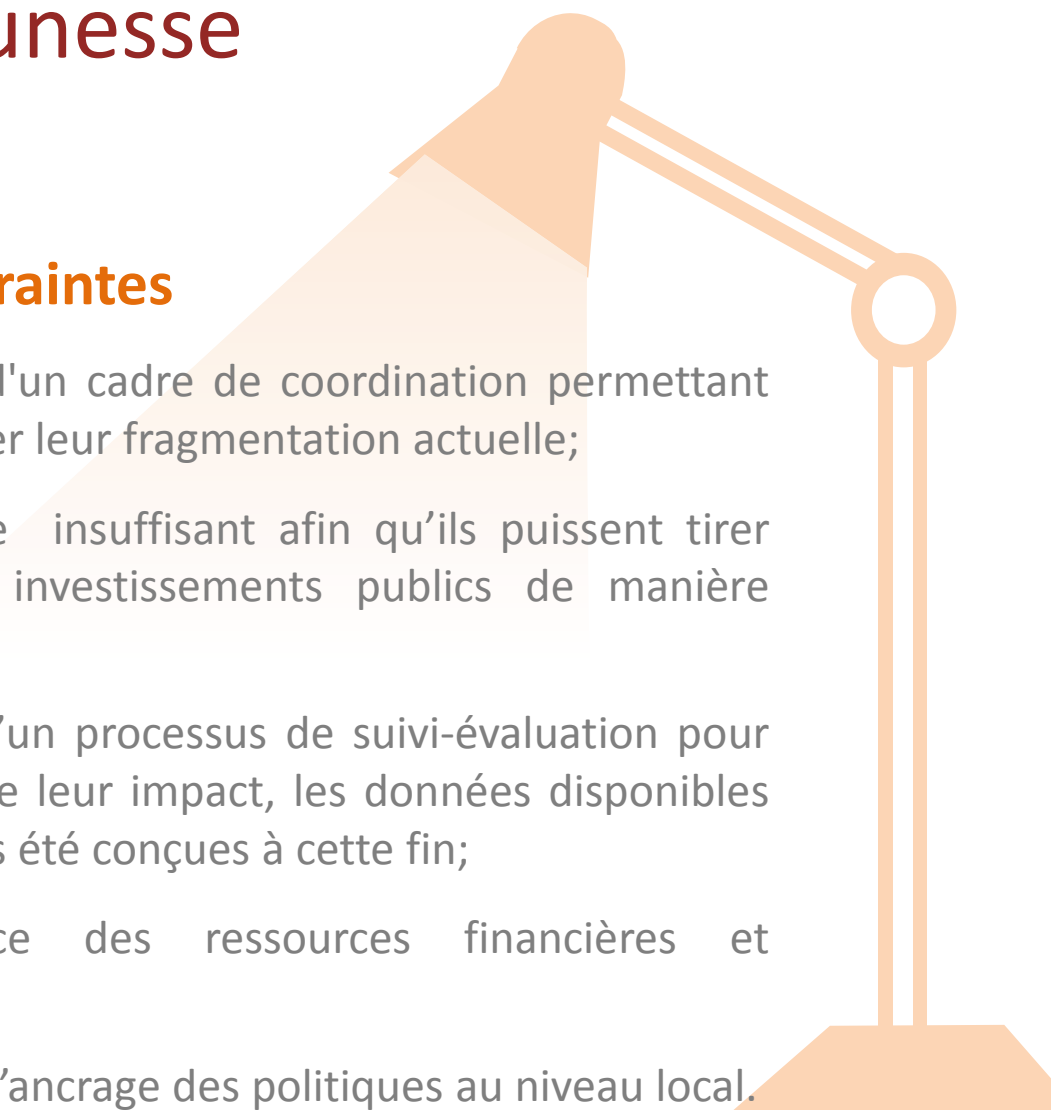 unesse
raintes
d'un cadre de coordination permettant
er leur fragmentation actuelle;
e insuffisant afin qu’ils puissent tirer
investissements publics de manière
’un processus de suivi-évaluation pour
e leur impact, les données disponibles
s été conçues à cette fin;
ce des ressources financières et
’ancrage des politiques au niveau local.